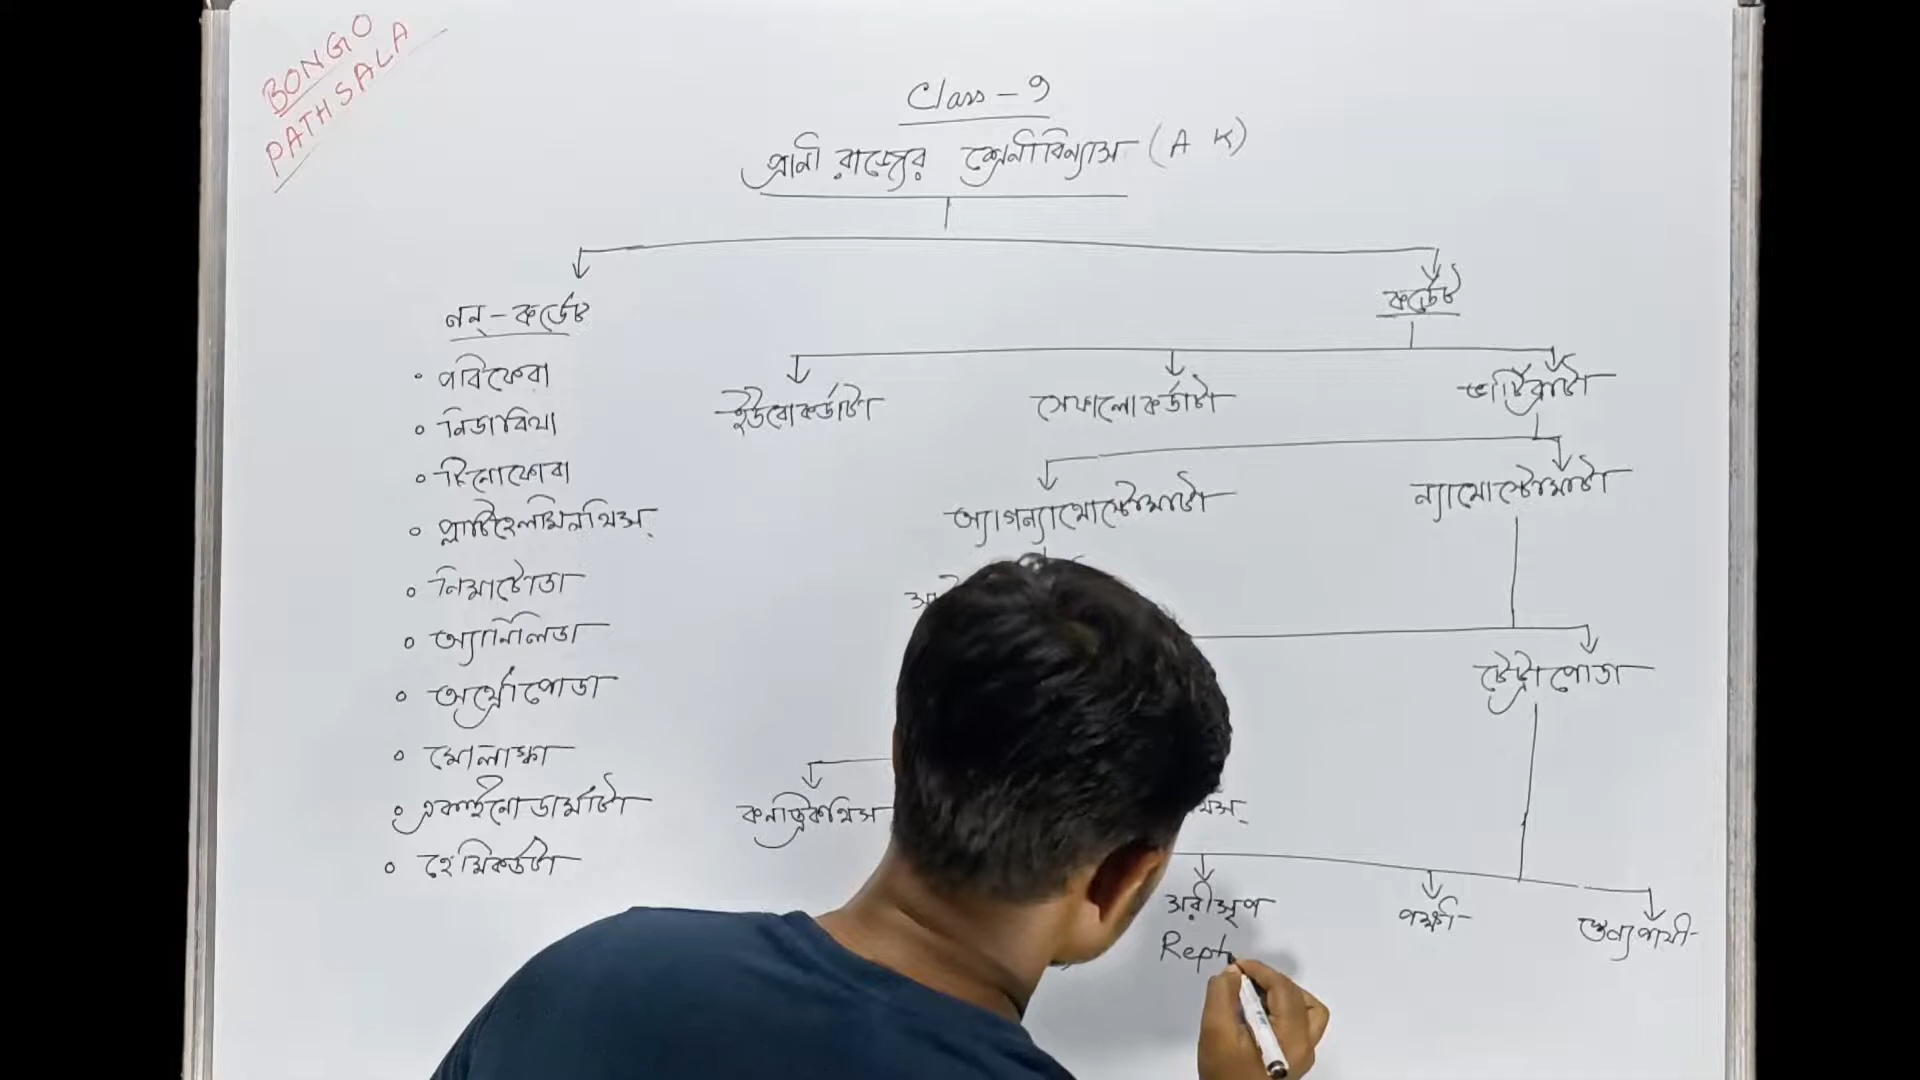 BONGO
PATHSALA
Class - 9
প্রানী রাজ্যের শ্রেনীবিন্যাস (A K)
নন্-কর্ডেট
কর্ডেট
• পরিফেরা
• নিডারিয়া
• টিনোফোরা
• প্লাটিহেলমিনথিস্
• নিমাটোডা
• অ্যানিলিডা
• অর্থ্রোপোডা
• মোলাস্কা
• একাইনোডার্মাটা
• হেমিকর্ডাটা
ইউরোকর্ডাটা
সেফালোকর্ডাটা
ভার্টিব্রাটা
অ্যাগন্যাথোস্টোমাটা
ন্যাথোস্টোমাটা
টেট্রাপোডা
কনড্রিকথিস
সরীসৃপ
পক্ষী
স্তন্যপায়ী
Rept